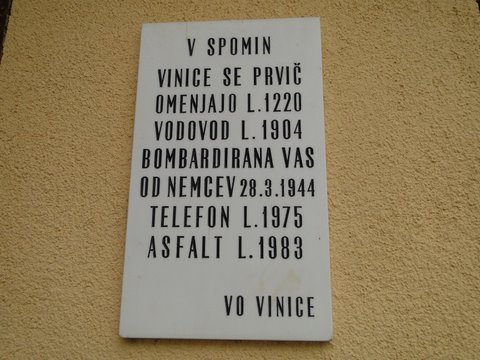 V SPOMIN
VINICE SE PRVIČ
OMENJAJO L.1220
VODOVOD L.1904
BOMBARDIRANA VAS
OD NEMCEV 28.3.1944
TELEFON L.1975
ASFALT L.1983
VO VINICE